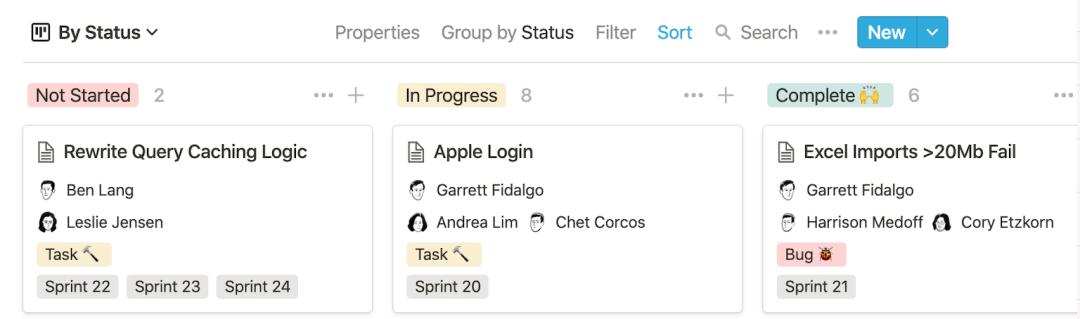 By Status Properties Group by Status Filter Sort Search New
Not Started 2 In Progress 8 Complete 🙌 6
Rewrite Query Caching Logic
Ben Lang
Leslie Jensen
Task 🔨
Sprint 22 Sprint 23 Sprint 24
Apple Login
Garrett Fidalgo
Andrea Lim Chet Corcos
Task 🔨
Sprint 20
Excel Imports >20Mb Fail
Garrett Fidalgo
Harrison Medoff Cory Etzkorn
Bug 🐞
Sprint 21